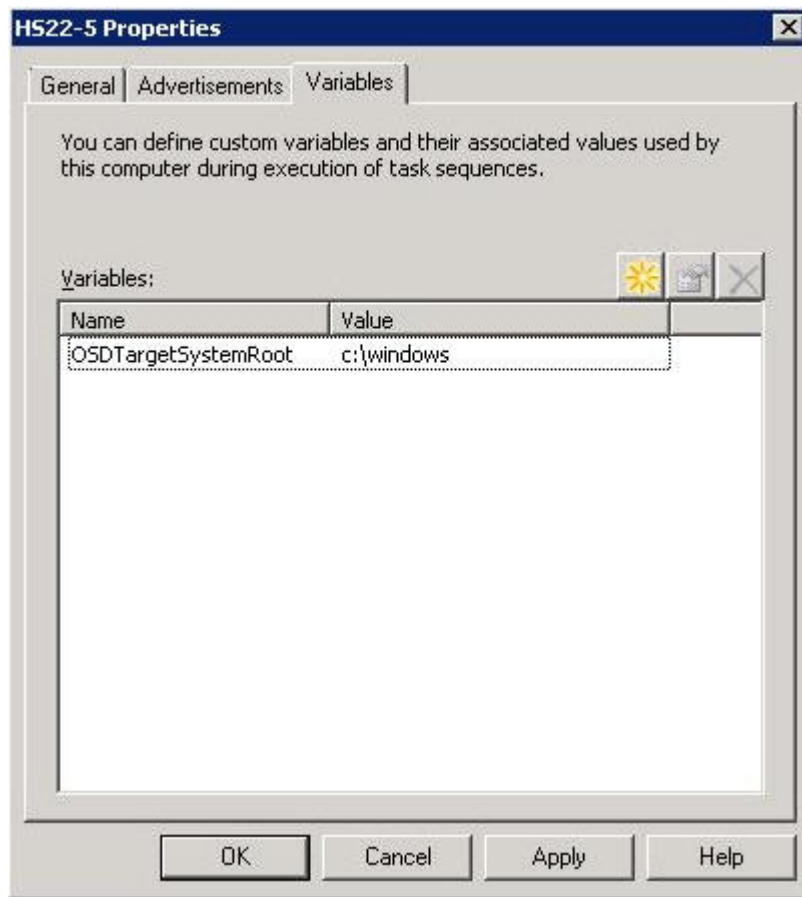 HS22-5 Properties
General Advertisements Variables
You can define custom variables and their associated values used by
this computer during execution of task sequences.
Variables:
Name Value
OSDTargetSystemRoot c:\windows
OK Cancel Apply Help